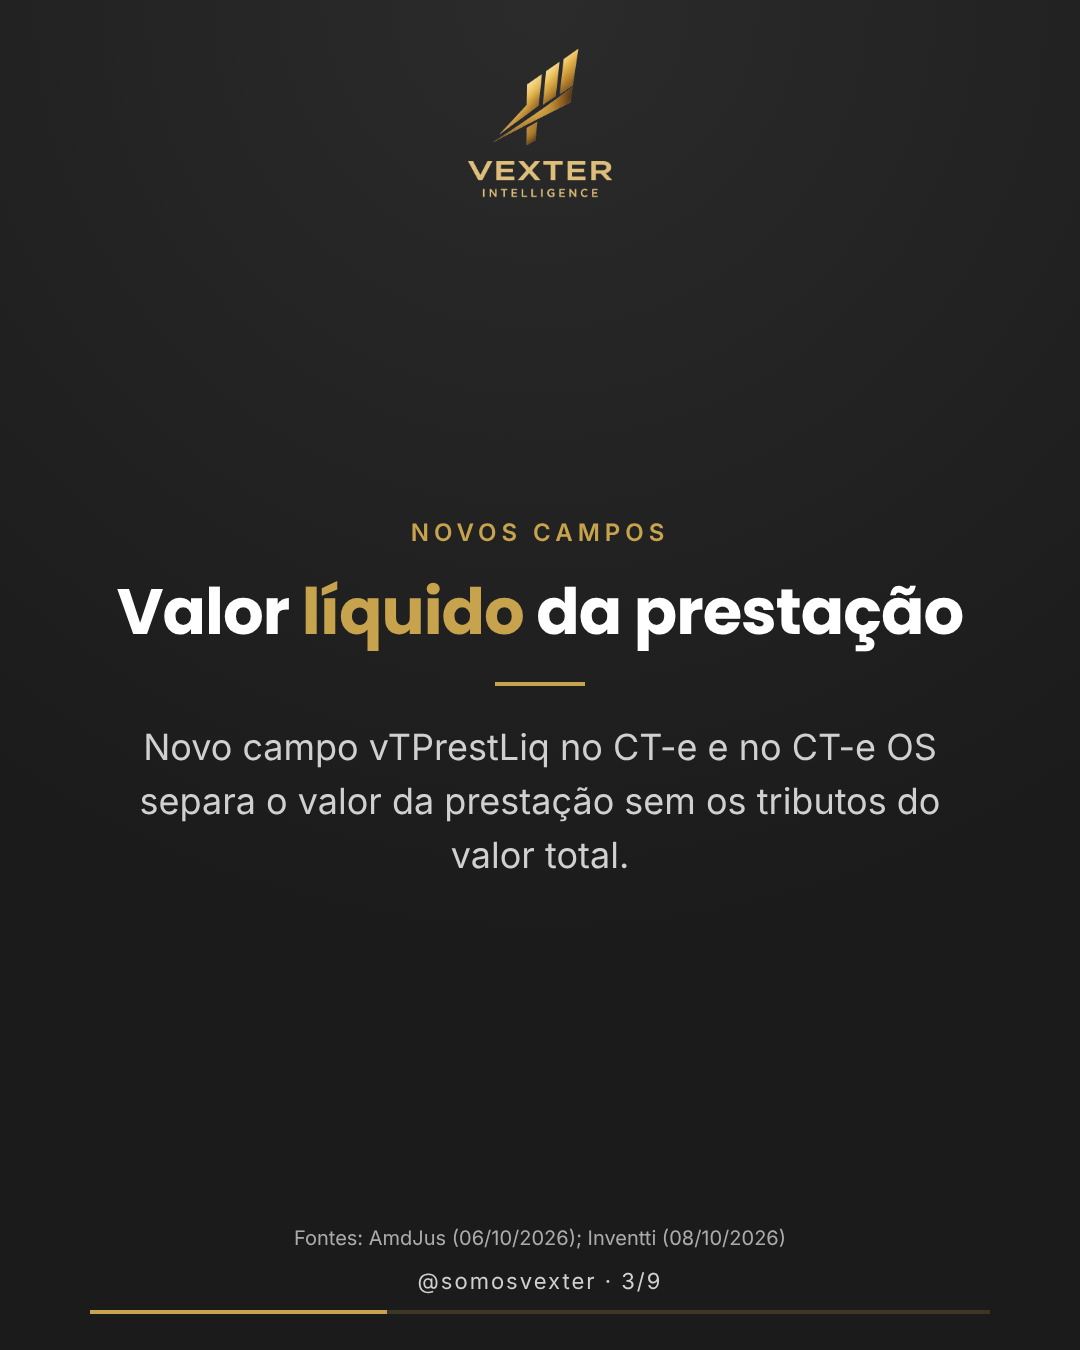 VEXTER
INTELLIGENCE
NOVOS CAMPOS
Valor líquido da prestação
Novo campo vTPrestLiq no CT-e e no CT-e OS
separa o valor da prestação sem os tributos do
valor total.
Fontes: AmdJus (06/10/2026); Inventti (08/10/2026)
@somosvexter · 3/9